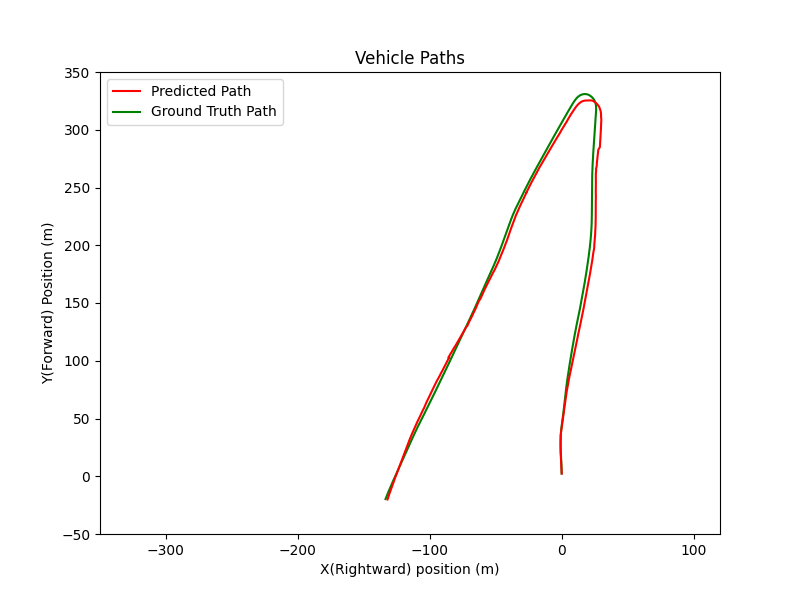 Vehicle Paths
Predicted Path
Ground Truth Path
350
300
250
200
150
100
50
0
−50
Y(Forward) Position (m)
−300
−200
−100
0
100
X(Rightward) position (m)